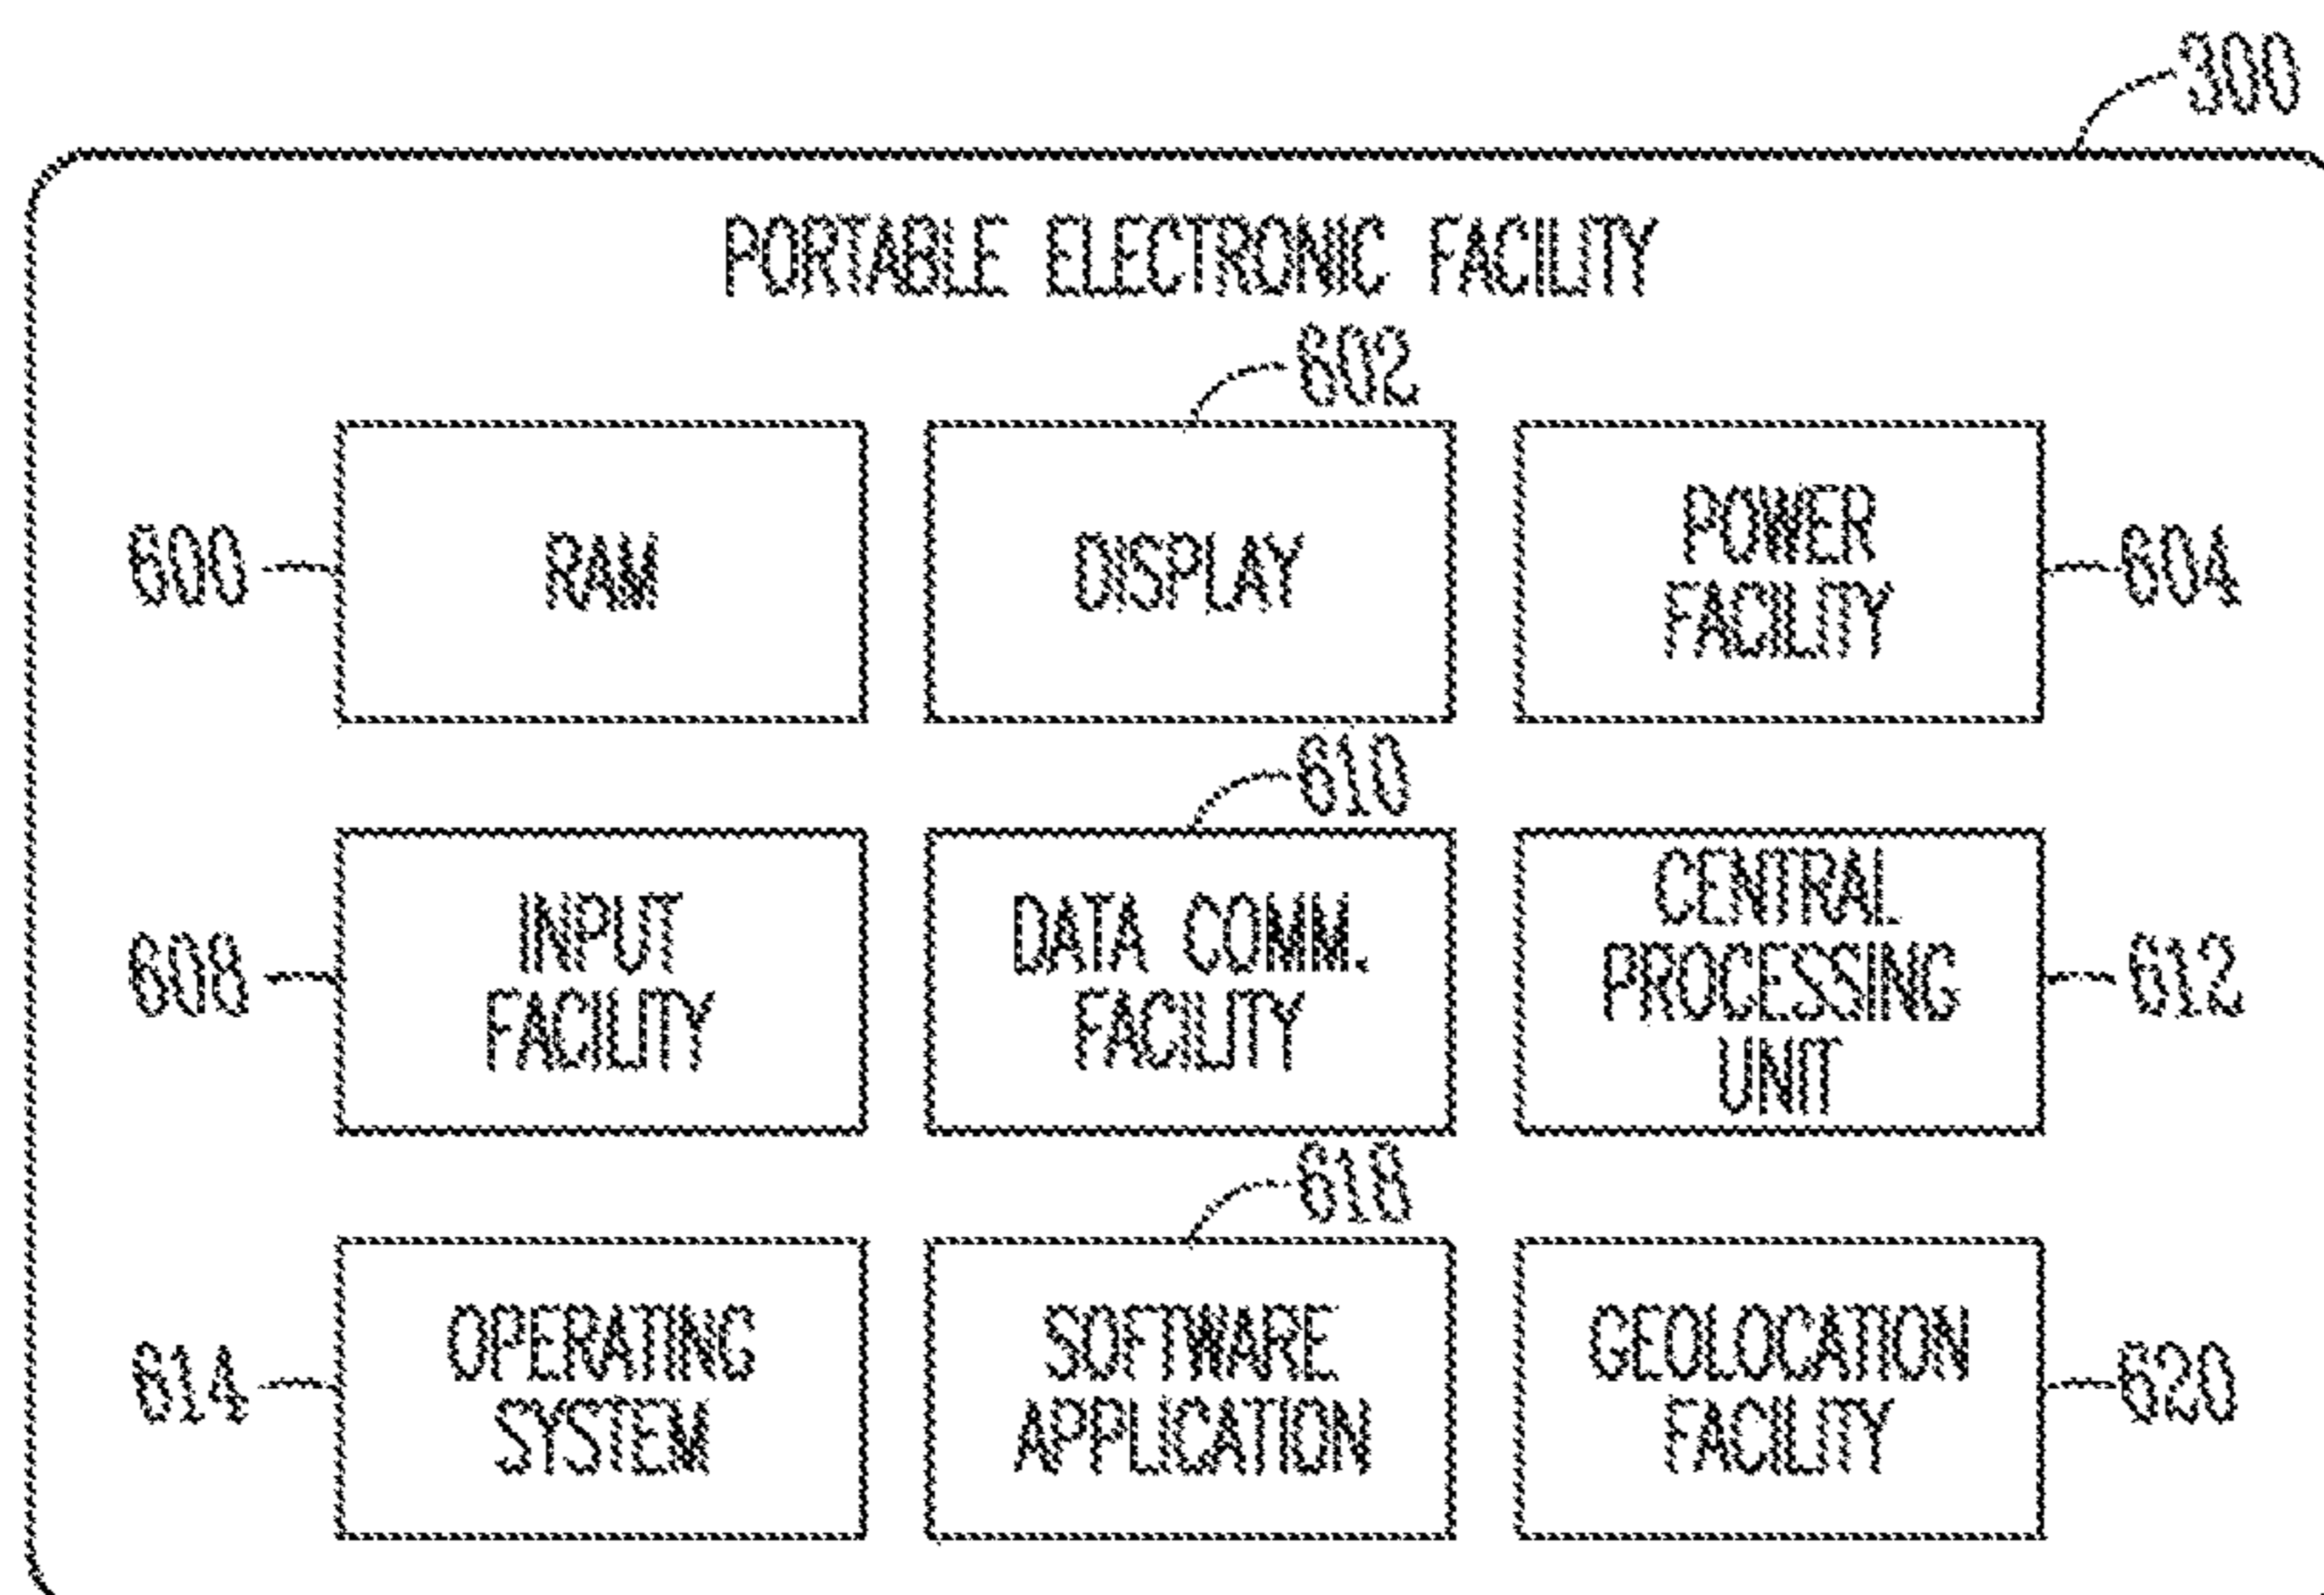 300
PORTABLE ELECTRONIC FACILITY
602
600
RAM
DISPLAY
POWER
FACILITY
604
610
608
INPUT
FACILITY
DATA COMM.
FACILITY
CENTRAL
PROCESSING
UNIT
612
618
614
OPERATING
SYSTEM
SOFTWARE
APPLICATION
GEOLOCATION
FACILITY
620